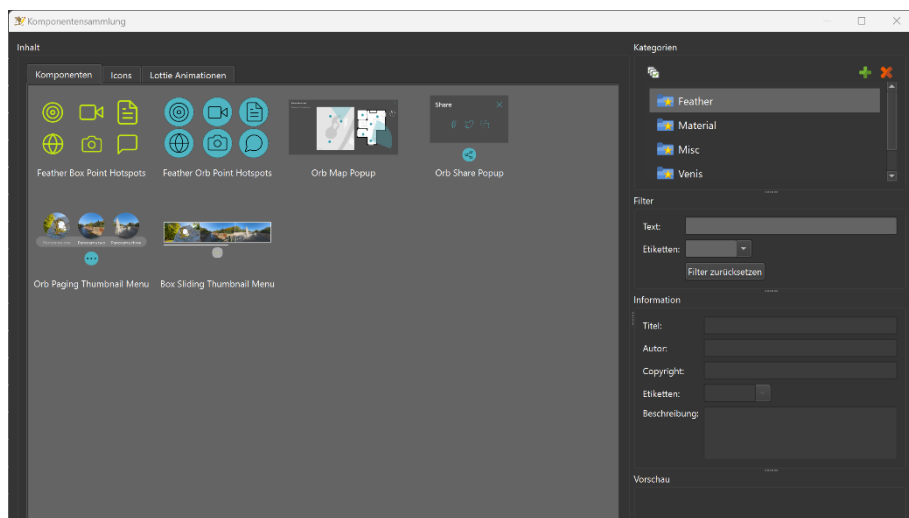 Komponentensammlung
Inhalt
Komponenten Icons Lottie Animationen
Feather Box Point Hotspots
Feather Orb Point Hotspots
Orb Map Popup
Share
Orb Share Popup
Orb Paging Thumbnail Menu
Box Sliding Thumbnail Menu
Kategorien
Feather
Material
Misc
Venis
Filter
Text:
Etiketten:
Filter zurücksetzen
Information
Titel:
Autor:
Copyright:
Etiketten:
Beschreibung:
Vorschau